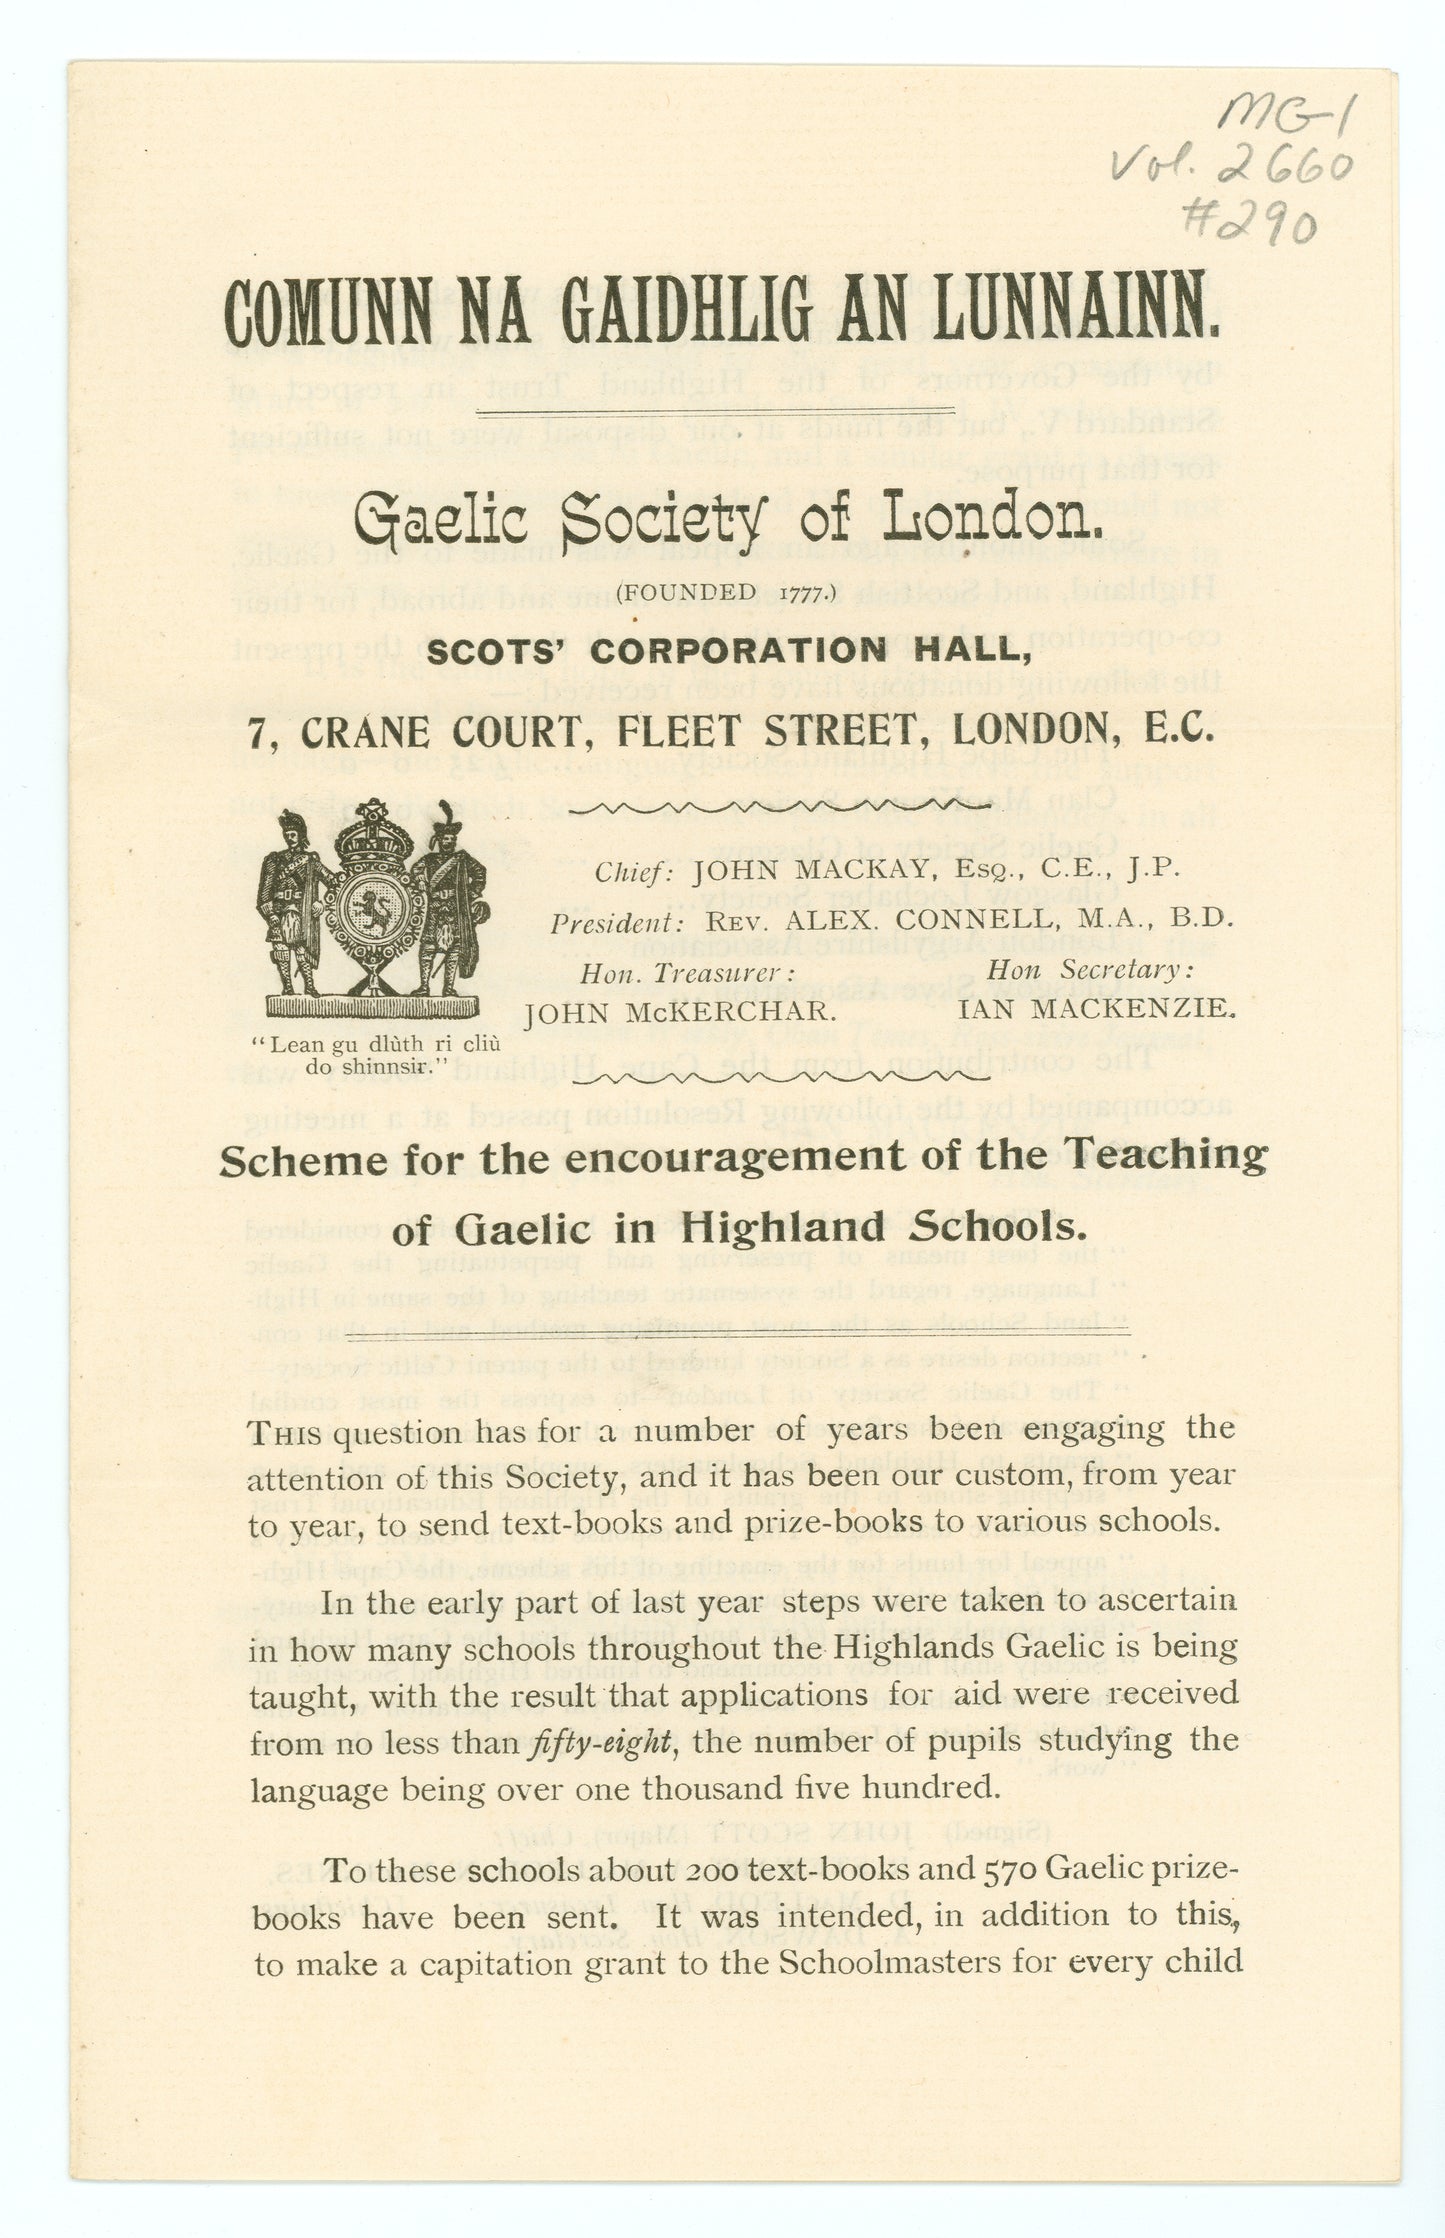 MG-1
Vol. 2660
#290
COMUNN NA GAIDHLIG AN LUNNAINN.
Gaelic Society of London.
(FOUNDED 1777.)
SCOTS' CORPORATION HALL,
7, CRANE COURT, FLEET STREET, LONDON, E.C.
Chief: JOHN MACKAY, Esq., C.E., J.P.
President: Rev. ALEX. CONNELL, M.A., B.D.
Hon. Treasurer: Hon Secretary:
JOHN McKERCHAR. IAN MACKENZIE.
"Lean gu dlùth ri cliù
do shinnsir."
Scheme for the encouragement of the Teaching
of Gaelic in Highland Schools.
THIS question has for a number of years been engaging the
attention of this Society, and it has been our custom, from year
to year, to send text-books and prize-books to various schools.
In the early part of last year steps were taken to ascertain
in how many schools throughout the Highlands Gaelic is being
taught, with the result that applications for aid were received
from no less than fifty-eight, the number of pupils studying the
language being over one thousand five hundred.
To these schools about 200 text-books and 570 Gaelic prize-
books have been sent. It was intended, in addition to this,
to make a capitation grant to the Schoolmasters for every child